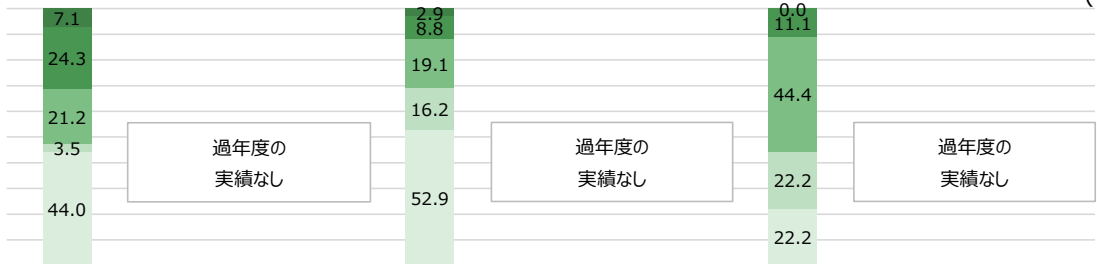 (
7.1
24.3
21.2
3.5
44.0
過年度の
実績なし
2.9
8.8
19.1
16.2
52.9
過年度の
実績なし
0.0
11.1
44.4
22.2
22.2
過年度の
実績なし